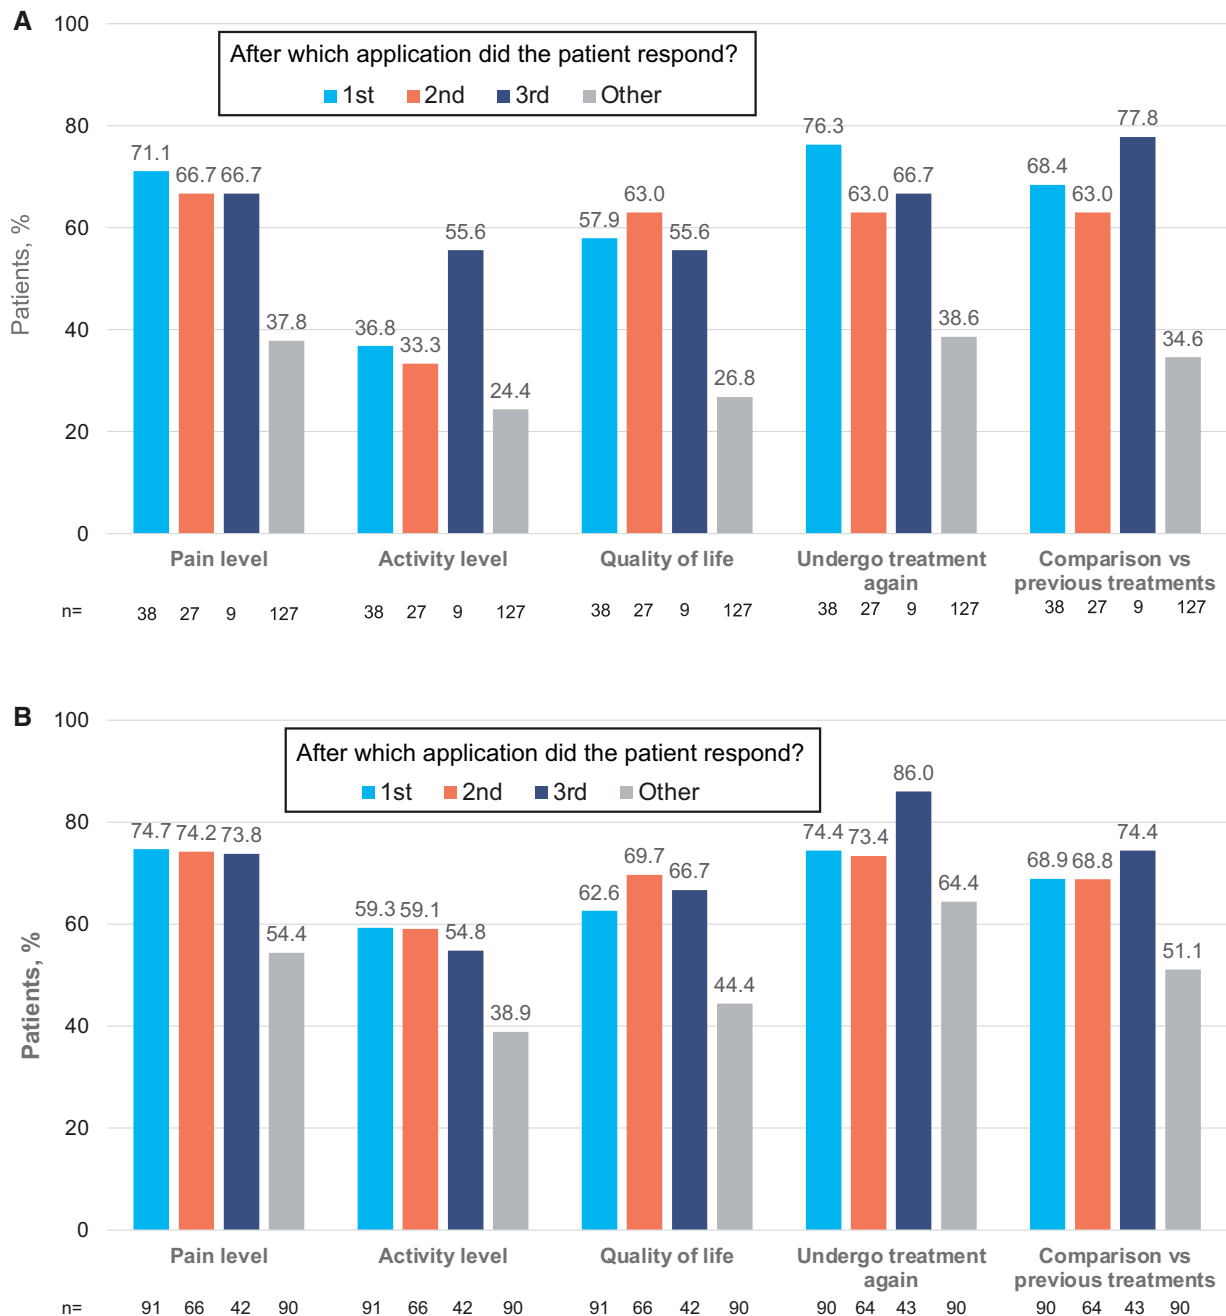 A
100
After which application did the patient respond?
1st 2nd 3rd Other
80
60
40
20
0
Patients, %
71.1 66.7 66.7 37.8
36.8 33.3 55.6 24.4
57.9 63.0 55.6 26.8
76.3 63.0 66.7 38.6
68.4 63.0 77.8 34.6
Pain level
Activity level
Quality of life
Undergo treatment
again
Comparison vs
previous treatments
n= 38 27 9 127 38 27 9 127 38 27 9 127 38 27 9 127 38 27 9 127
B
100
After which application did the patient respond?
1st 2nd 3rd Other
80
60
40
20
0
Patients, %
74.7 74.2 73.8 54.4
59.3 59.1 54.8 38.9
62.6 69.7 66.7 44.4
74.4 73.4 86.0 64.4
68.9 68.8 74.4 51.1
Pain level
Activity level
Quality of life
Undergo treatment
again
Comparison vs
previous treatments
n= 91 66 42 90 91 66 42 90 91 66 42 90 90 64 43 90 90 64 43 90